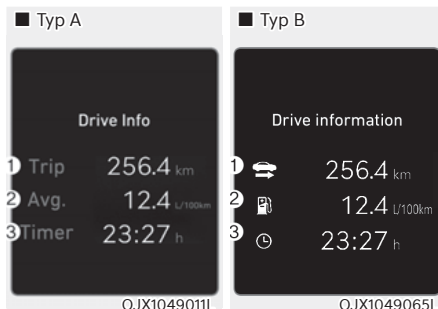 ■ Typ A
Drive Info
1 Trip 256.4 km
2 Avg. 12.4 L/100km
3 Timer 23:27 h
OJX1049011L
■ Typ B
Drive information
1 256.4 km
2 12.4 L/100km
3 23:27 h
OJX1049065L